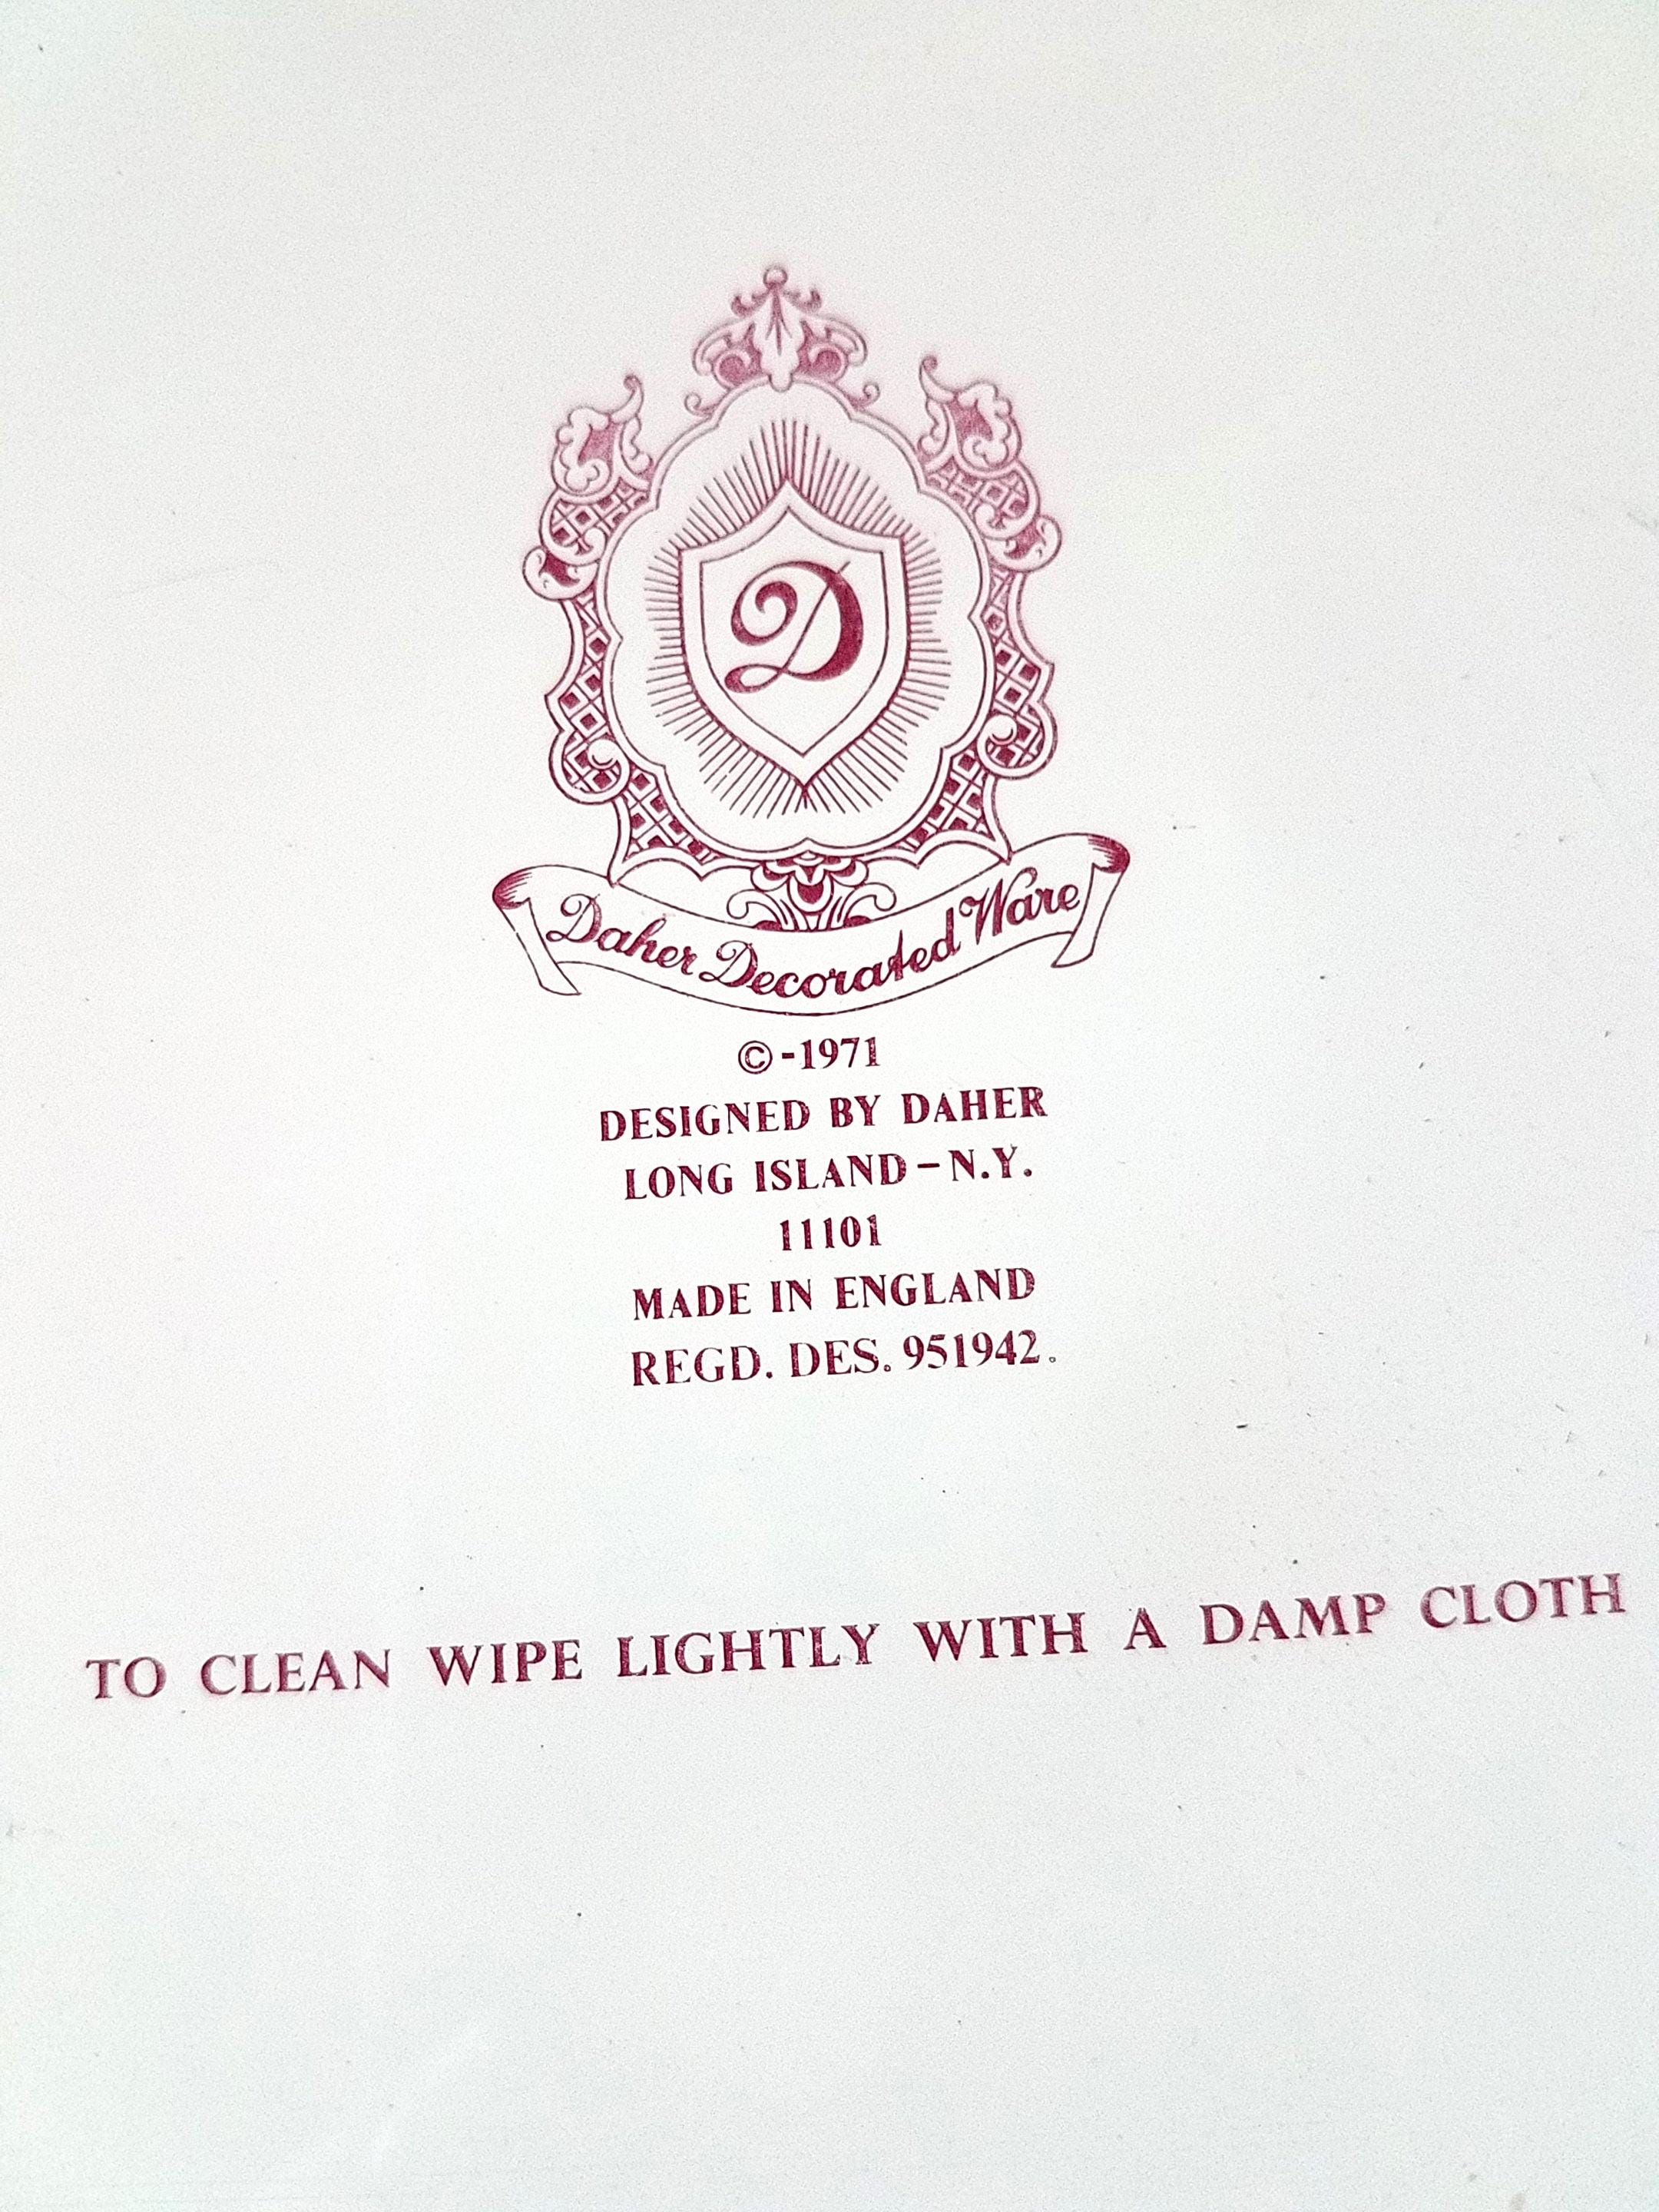 D
Daher Decorated Ware
©-1971
DESIGNED BY DAHER
LONG ISLAND – N.Y.
11101
MADE IN ENGLAND
REGD. DES. 951942.
TO CLEAN WIPE LIGHTLY WITH A DAMP CLOTH